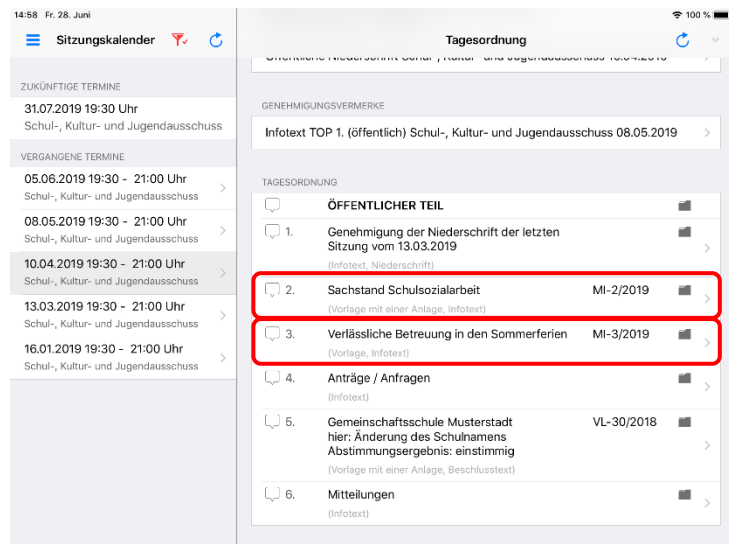 14:58 Fr. 28. Juni
100 %
Sitzungskalender
Tagesordnung
ZUKÜNFTIGE TERMINE
31.07.2019 19:30 Uhr
Schul-, Kultur- und Jugendausschuss
VERGANGENE TERMINE
05.06.2019 19:30 - 21:00 Uhr
Schul-, Kultur- und Jugendausschuss
08.05.2019 19:30 - 21:00 Uhr
Schul-, Kultur- und Jugendausschuss
10.04.2019 19:30 - 21:00 Uhr
Schul-, Kultur- und Jugendausschuss
13.03.2019 19:30 - 21:00 Uhr
Schul-, Kultur- und Jugendausschuss
16.01.2019 19:30 - 21:00 Uhr
Schul-, Kultur- und Jugendausschuss
GENEHMIGUNGSVERMERKE
Infotext TOP 1. (öffentlich) Schul-, Kultur- und Jugendausschuss 08.05.2019
TAGESORDNUNG
ÖFFENTLICHER TEIL
1. Genehmigung der Niederschrift der letzten
Sitzung vom 13.03.2019
(Infotext, Niederschrift)
2. Sachstand Schulsozialarbeit MI-2/2019
(Vorlage mit einer Anlage, Infotext)
3. Verlässliche Betreuung in den Sommerferien MI-3/2019
(Vorlage, Infotext)
4. Anträge / Anfragen
(Infotext)
5. Gemeinschaftsschule Musterstadt VL-30/2018
hier: Änderung des Schulnamens
Abstimmungsergebnis: einstimmig
(Vorlage mit einer Anlage, Beschlusstext)
6. Mitteilungen
(Infotext)